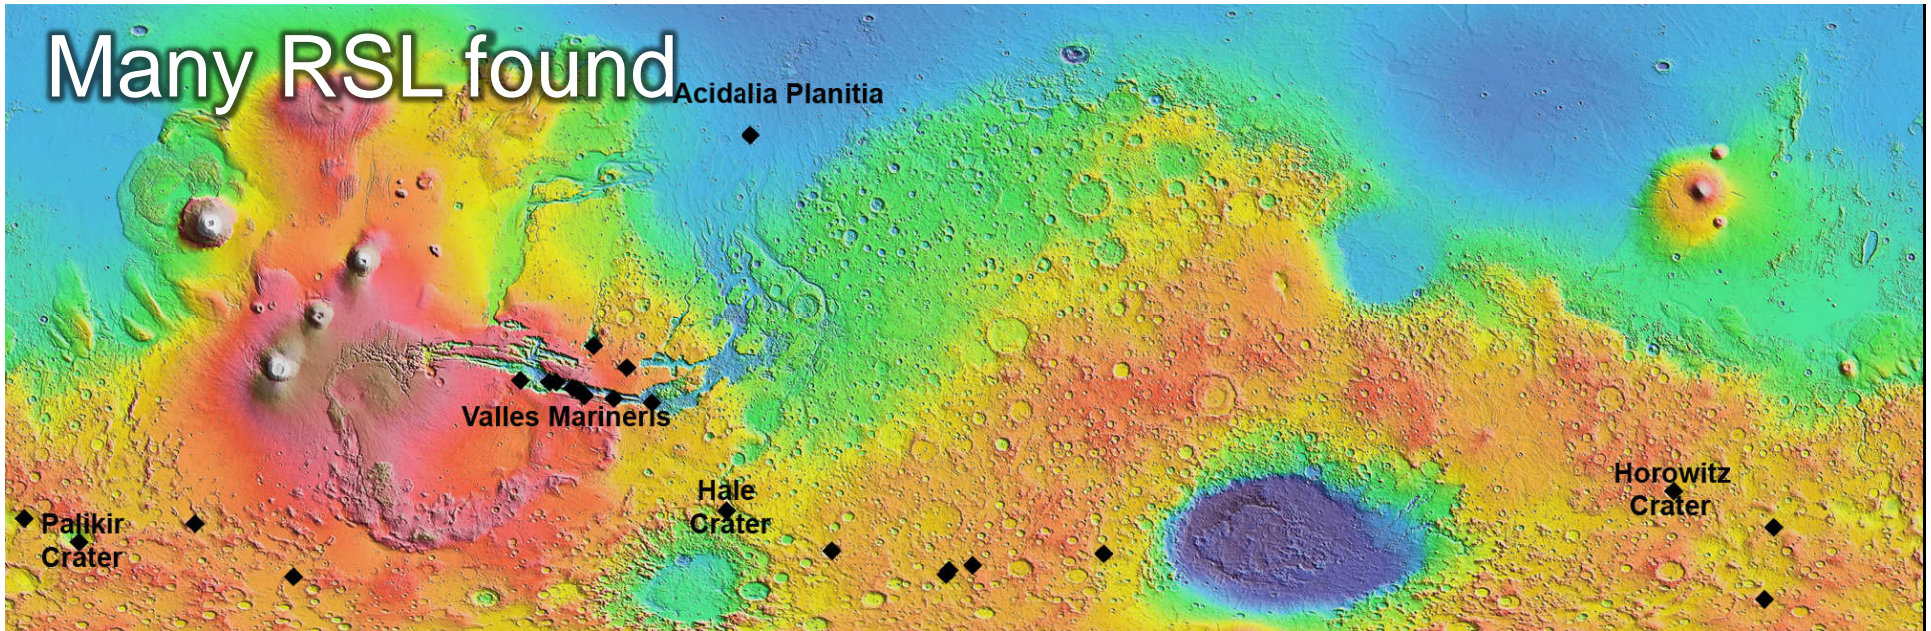 Many RSL found
Acidalia Planitia
Valles Marineris
Hale
Crater
Horowitz
Crater
Palikir
Crater